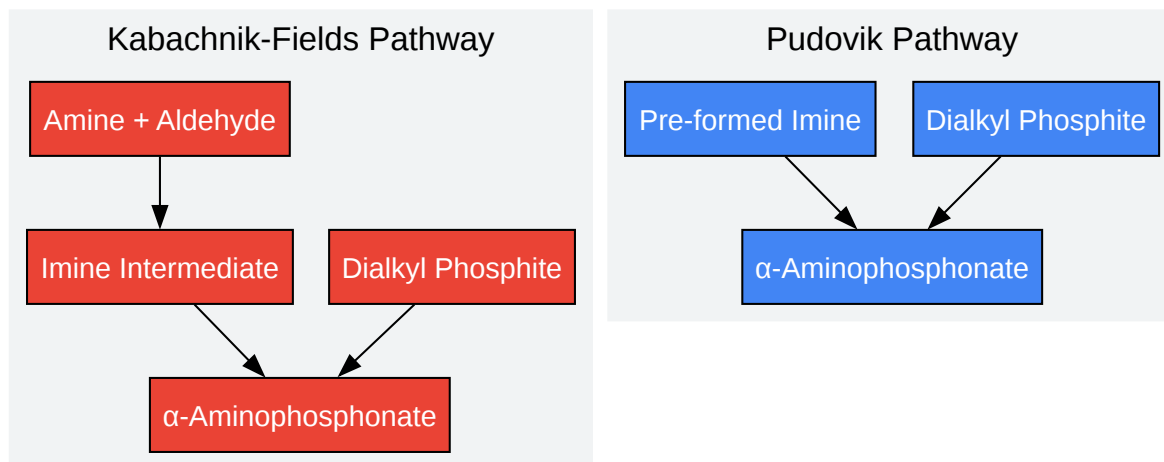 Kabachnik-Fields Pathway
Amine + Aldehyde
Imine Intermediate
Dialkyl Phosphite
α-Aminophosphonate
Pudovik Pathway
Pre-formed Imine
Dialkyl Phosphite
α-Aminophosphonate